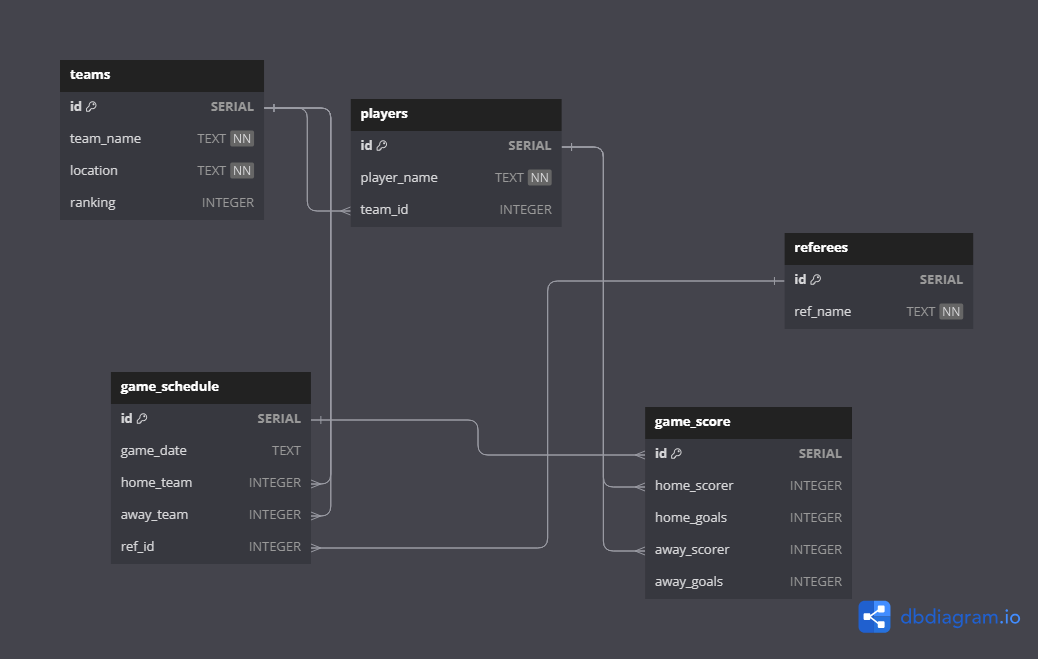 teams
id SERIAL
team_name TEXT NN
location TEXT NN
ranking INTEGER
players
id SERIAL
player_name TEXT NN
team_id INTEGER
referees
id SERIAL
ref_name TEXT NN
game_schedule
id SERIAL
game_date TEXT
home_team INTEGER
away_team INTEGER
ref_id INTEGER
game_score
id SERIAL
home_scorer INTEGER
home_goals INTEGER
away_scorer INTEGER
away_goals INTEGER
dbdiagram.io